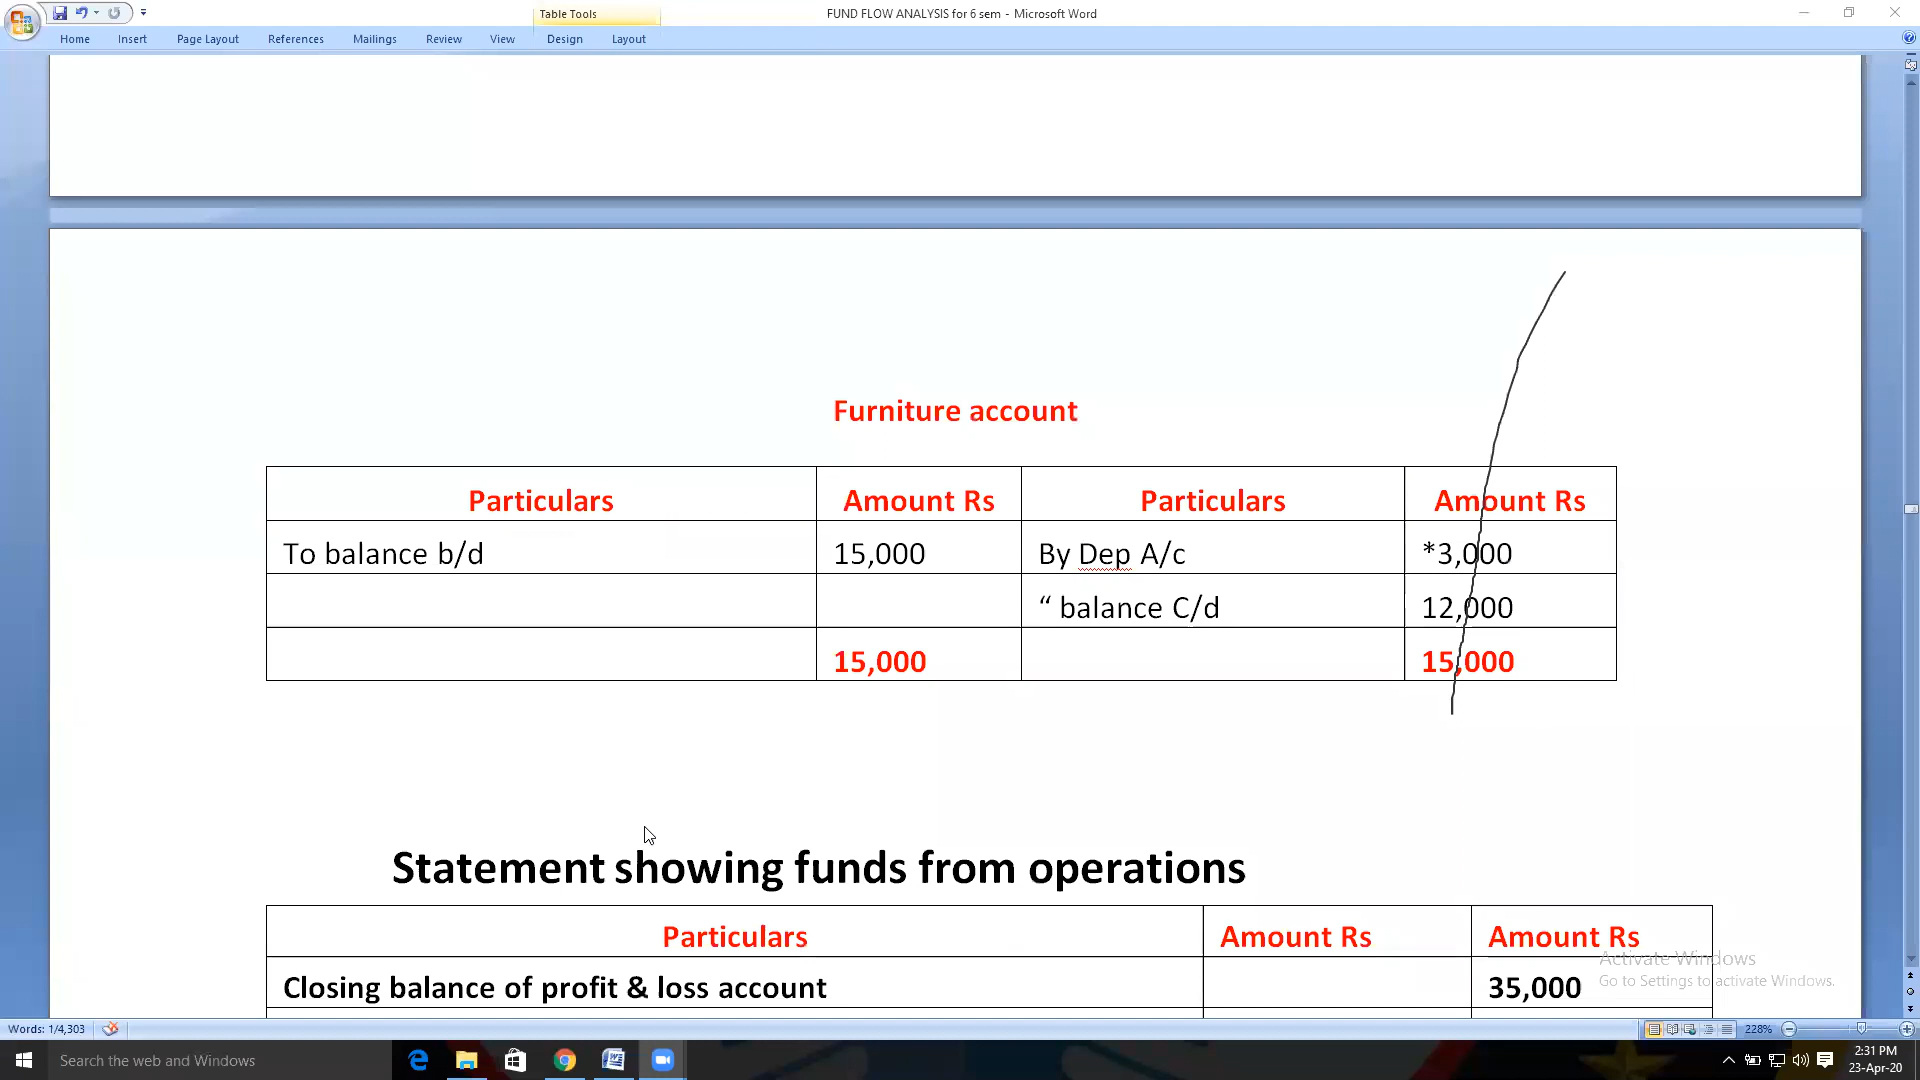 Table Tools
FUND FLOW ANALYSIS for 6 sem - Microsoft Word
Home Insert Page Layout References Mailings Review View Design Layout
Furniture account
Particulars Amount Rs Particulars Amount Rs
To balance b/d 15,000 By Dep A/c *3,000
“ balance C/d 12,000
15,000 15,000
Statement showing funds from operations
Particulars Amount Rs Amount Rs
Closing balance of profit & loss account 35,000
Activate Windows
Go to Settings to activate Windows.
Words: 1/4,303 228%
Search the web and Windows
2:31 PM
23-Apr-20